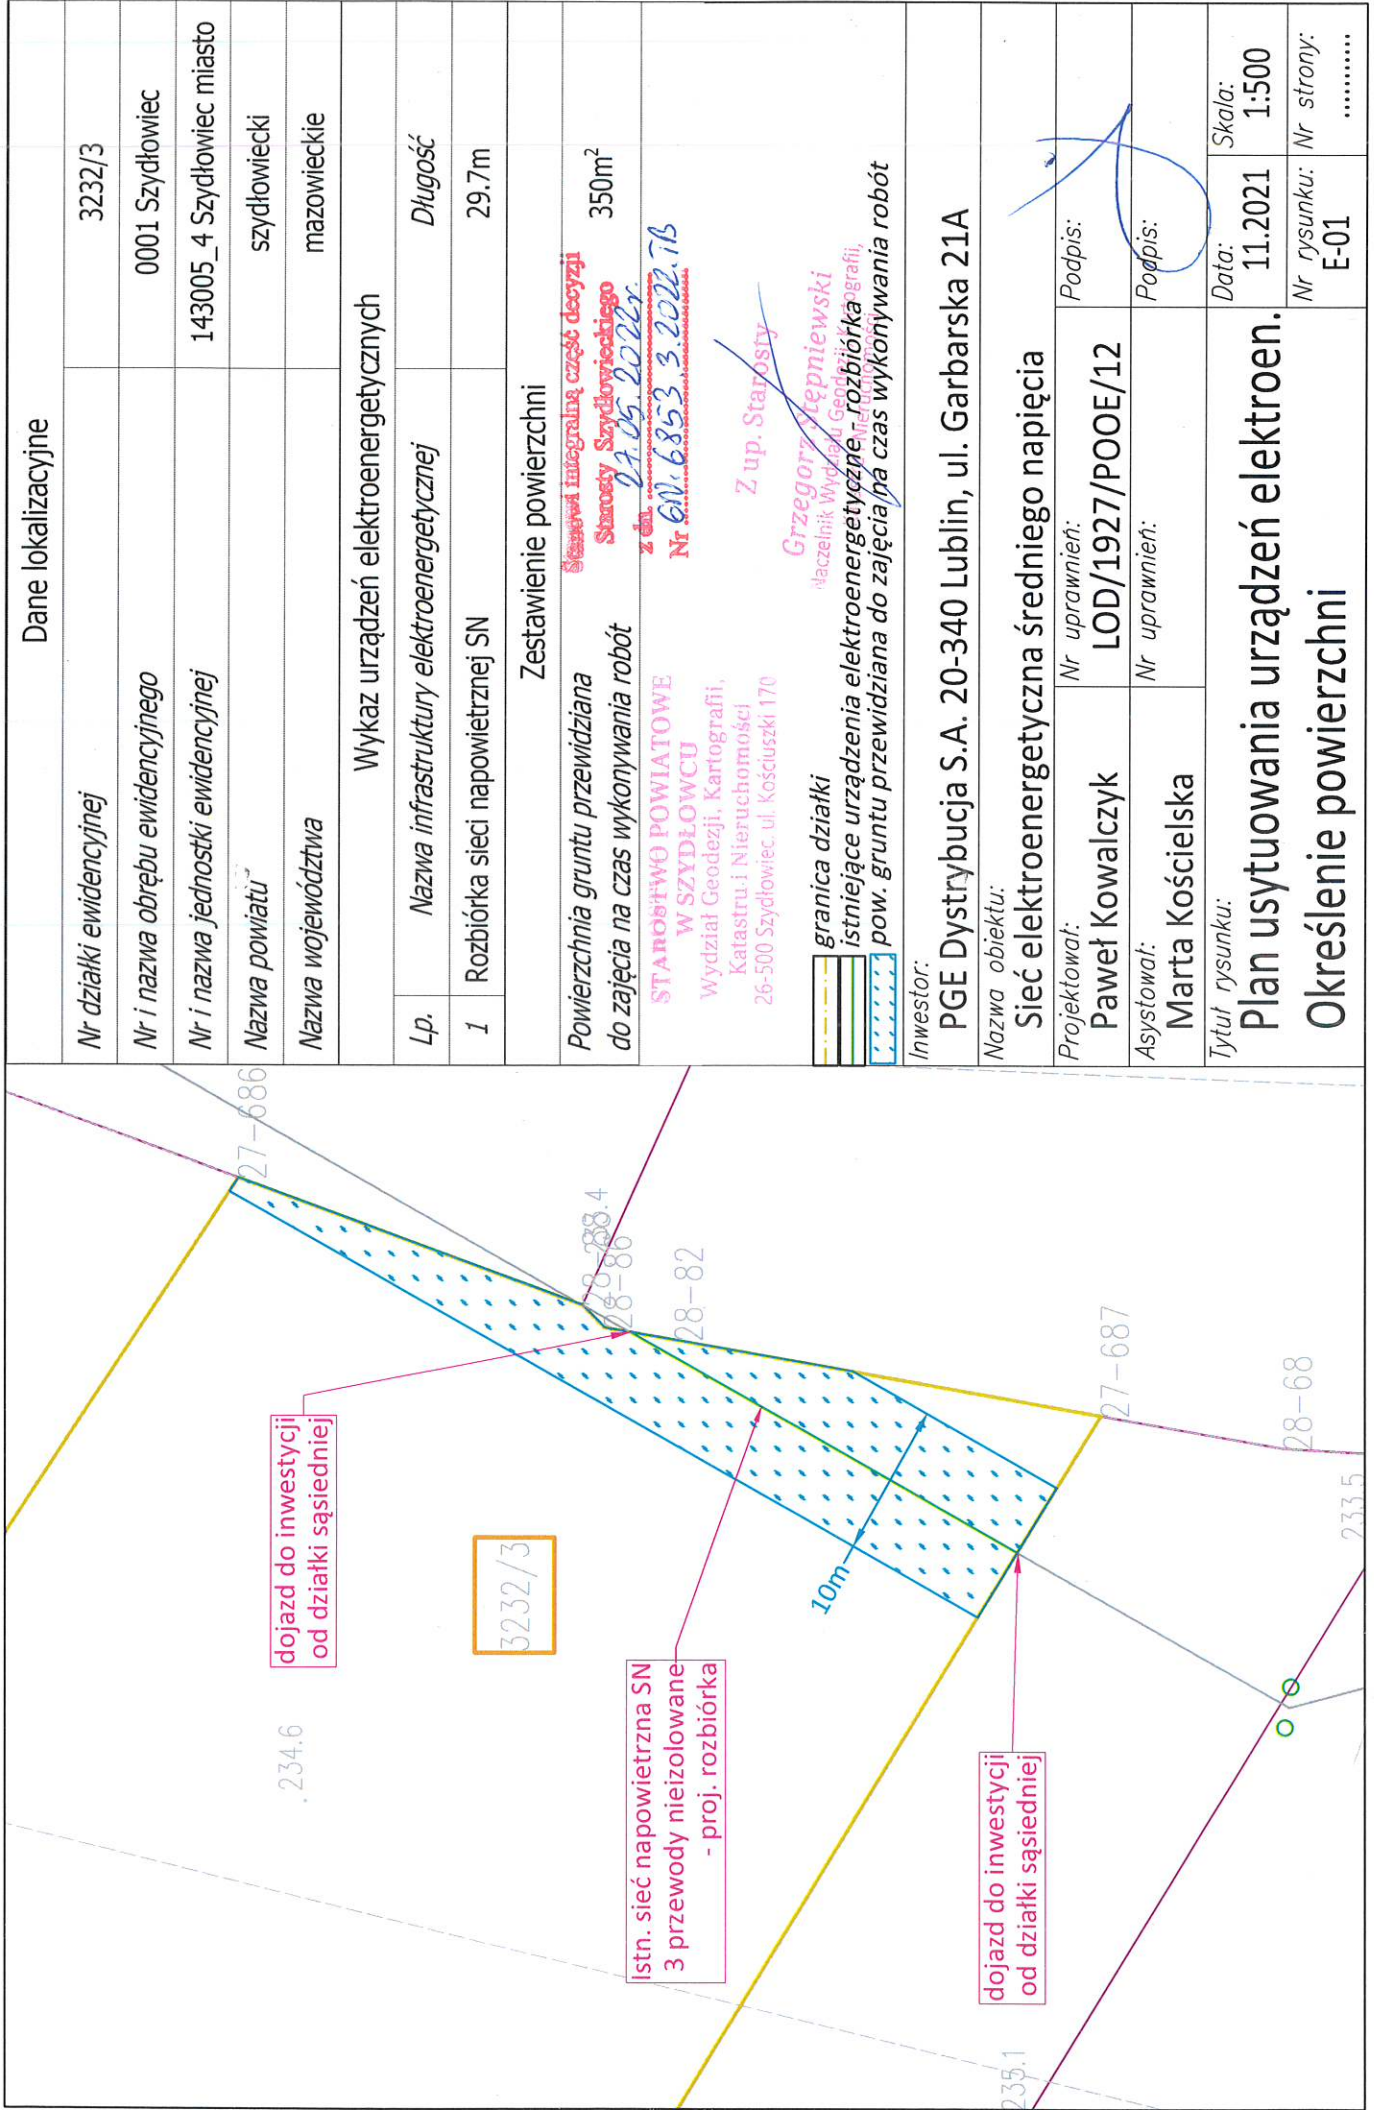 Dane lokalizacyjne
Nr działki ewidencyjnej 3232/3
Nr i nazwa obrębu ewidencyjnego 0001 Szydłowiec
Nr i nazwa jednostki ewidencyjnej 143005_4 Szydłowiec miasto
Nazwa powiatu szydłowiecki
Nazwa województwa mazowieckie
Wykaz urządzeń elektroenergetycznych
Lp. Nazwa infrastruktury elektroenergetycznej Długość
1 Rozbiórka sieci napowietrznej SN 29.7m
Zestawienie powierzchni
Powierzchnia gruntu przewidziana
do zajęcia na czas wykonywania robót
350m²
Stanowi integralną część decyzji
Starosty Szydłowieckiego
z dn. 27.05.2022r.
Nr GN.6853.3.2022.IB
STAROSTWO POWIATOWE
W SZYDŁOWCU
Wydział Geodezji, Kartografii,
Katastru i Nieruchomości
26-500 Szydłowiec, ul. Kościuszki 170
Z up. Starosty
Grzegorz Stępniewski
Naczelnik Wydziału Geodezji, Kartografii,
Nieruchomości
granica działki
istniejące urządzenia elektroenergetyczne - rozbiórka
pow. gruntu przewidziana do zajęcia na czas wykonywania robót
Inwestor:
PGE Dystrybucja S.A. 20-340 Lublin, ul. Garbarska 21A
Nazwa obiektu:
Sieć elektroenergetyczna średniego napięcia
Projektował:
Paweł Kowalczyk
Nr uprawnień:
LOD/1927/POOE/12
Podpis:
Asystował:
Marta Kościelska
Nr uprawnień:
Podpis:
Tytuł rysunku:
Plan usytuowania urządzeń elektroen.
Określenie powierzchni
Data:
11.2021
Skala:
1:500
Nr rysunku:
E-01
Nr strony:
...........
27-686
28-86
28-82
27-687
28-68
233.5
234.6
235.1
3232/3
10m
dojazd do inwestycji
od działki sąsiedniej
Istn. sieć napowietrzna SN
3 przewody nieizolowane
- proj. rozbiórka
dojazd do inwestycji
od działki sąsiedniej